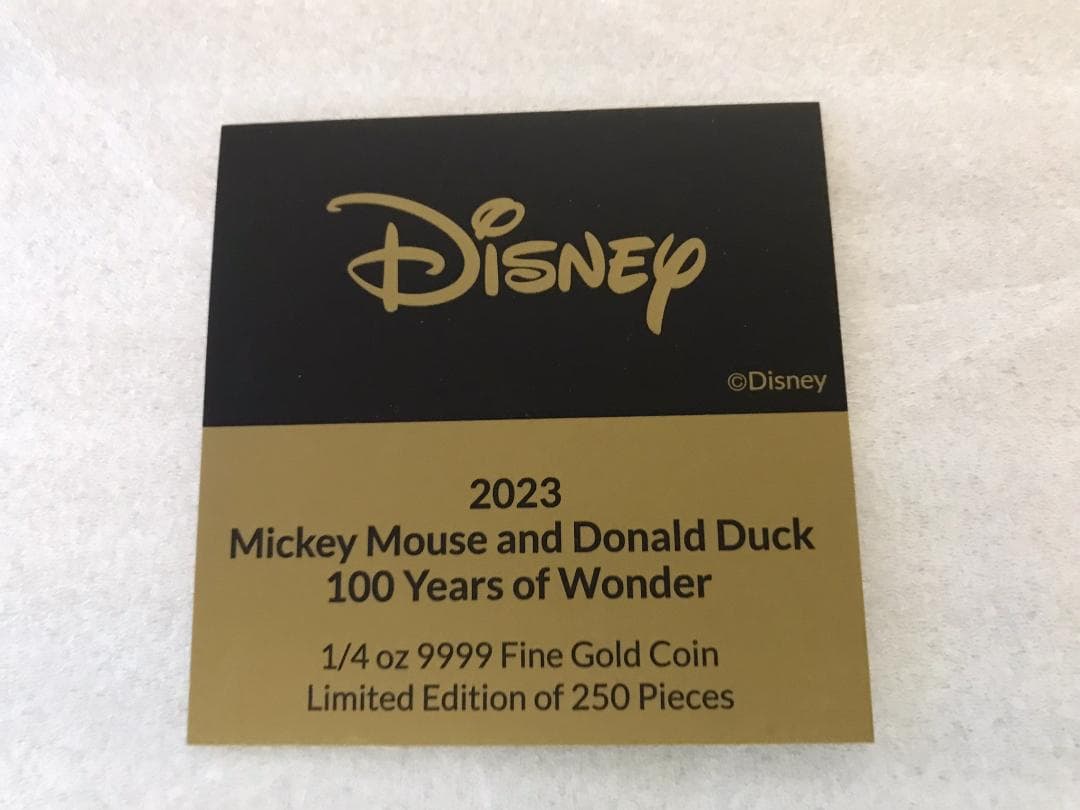 Disney
©Disney
2023
Mickey Mouse and Donald Duck
100 Years of Wonder
1/4 oz 9999 Fine Gold Coin
Limited Edition of 250 Pieces